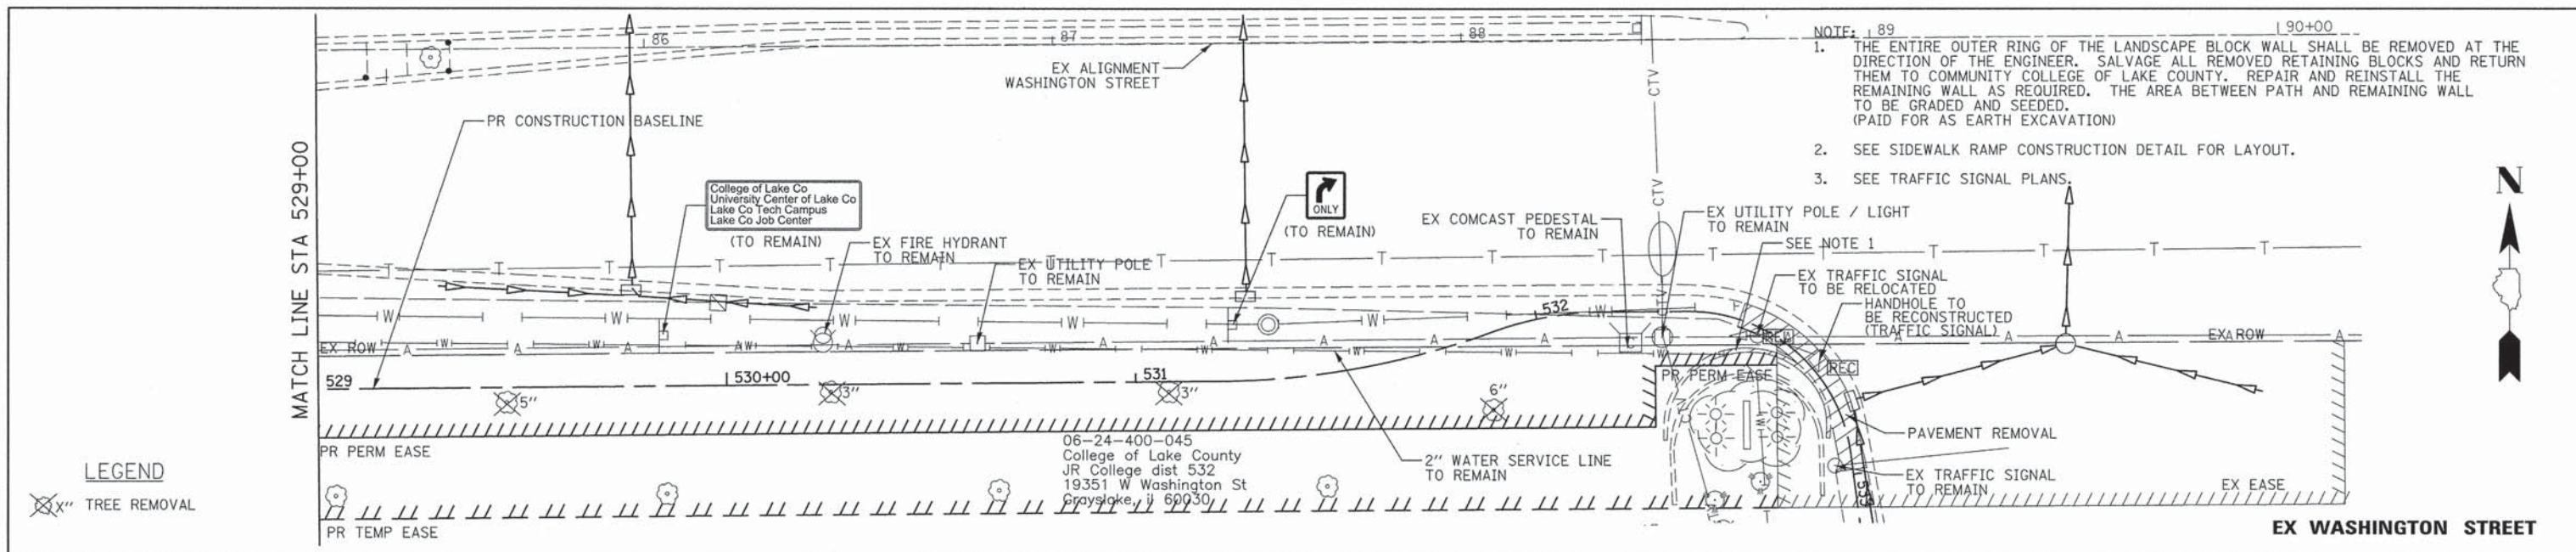 86
87
88
89
90+00
EX ALIGNMENT
WASHINGTON STREET
NOTE:
1. THE ENTIRE OUTER RING OF THE LANDSCAPE BLOCK WALL SHALL BE REMOVED AT THE
DIRECTION OF THE ENGINEER. SALVAGE ALL REMOVED RETAINING BLOCKS AND RETURN
THEM TO COMMUNITY COLLEGE OF LAKE COUNTY. REPAIR AND REINSTALL THE
REMAINING WALL AS REQUIRED. THE AREA BETWEEN PATH AND REMAINING WALL
TO BE GRADED AND SEEDED.
(PAID FOR AS EARTH EXCAVATION)
2. SEE SIDEWALK RAMP CONSTRUCTION DETAIL FOR LAYOUT.
3. SEE TRAFFIC SIGNAL PLANS.
N
MATCH LINE STA 529+00
PR CONSTRUCTION BASELINE
College of Lake Co
University Center of Lake Co
Lake Co Tech Campus
Lake Co Job Center
(TO REMAIN)
EX FIRE HYDRANT
TO REMAIN
EX UTILITY POLE
TO REMAIN
ONLY
(TO REMAIN)
EX COMCAST PEDESTAL
TO REMAIN
CTV
CTV
EX UTILITY POLE / LIGHT
TO REMAIN
SEE NOTE 1
EX TRAFFIC SIGNAL
TO BE RELOCATED
HANDHOLE TO
BE RECONSTRUCTED
(TRAFFIC SIGNAL)
T T T T T T T T T T T T T T T T
W W W W W W
EX ROW
A A A A A A A A A A A A
EX ROW
W W W W W W W W W
529
530+00
531
532
533
REL
REC
5"
3"
3"
6"
PR PERM EASE
PR PERM EASE
PR TEMP EASE
06-24-400-045
College of Lake County
JR College dist 532
19351 W Washington St
Grayslake, il 60030
2" WATER SERVICE LINE
TO REMAIN
PAVEMENT REMOVAL
EX TRAFFIC SIGNAL
TO REMAIN
EX EASE
LEGEND
X" TREE REMOVAL
EX WASHINGTON STREET